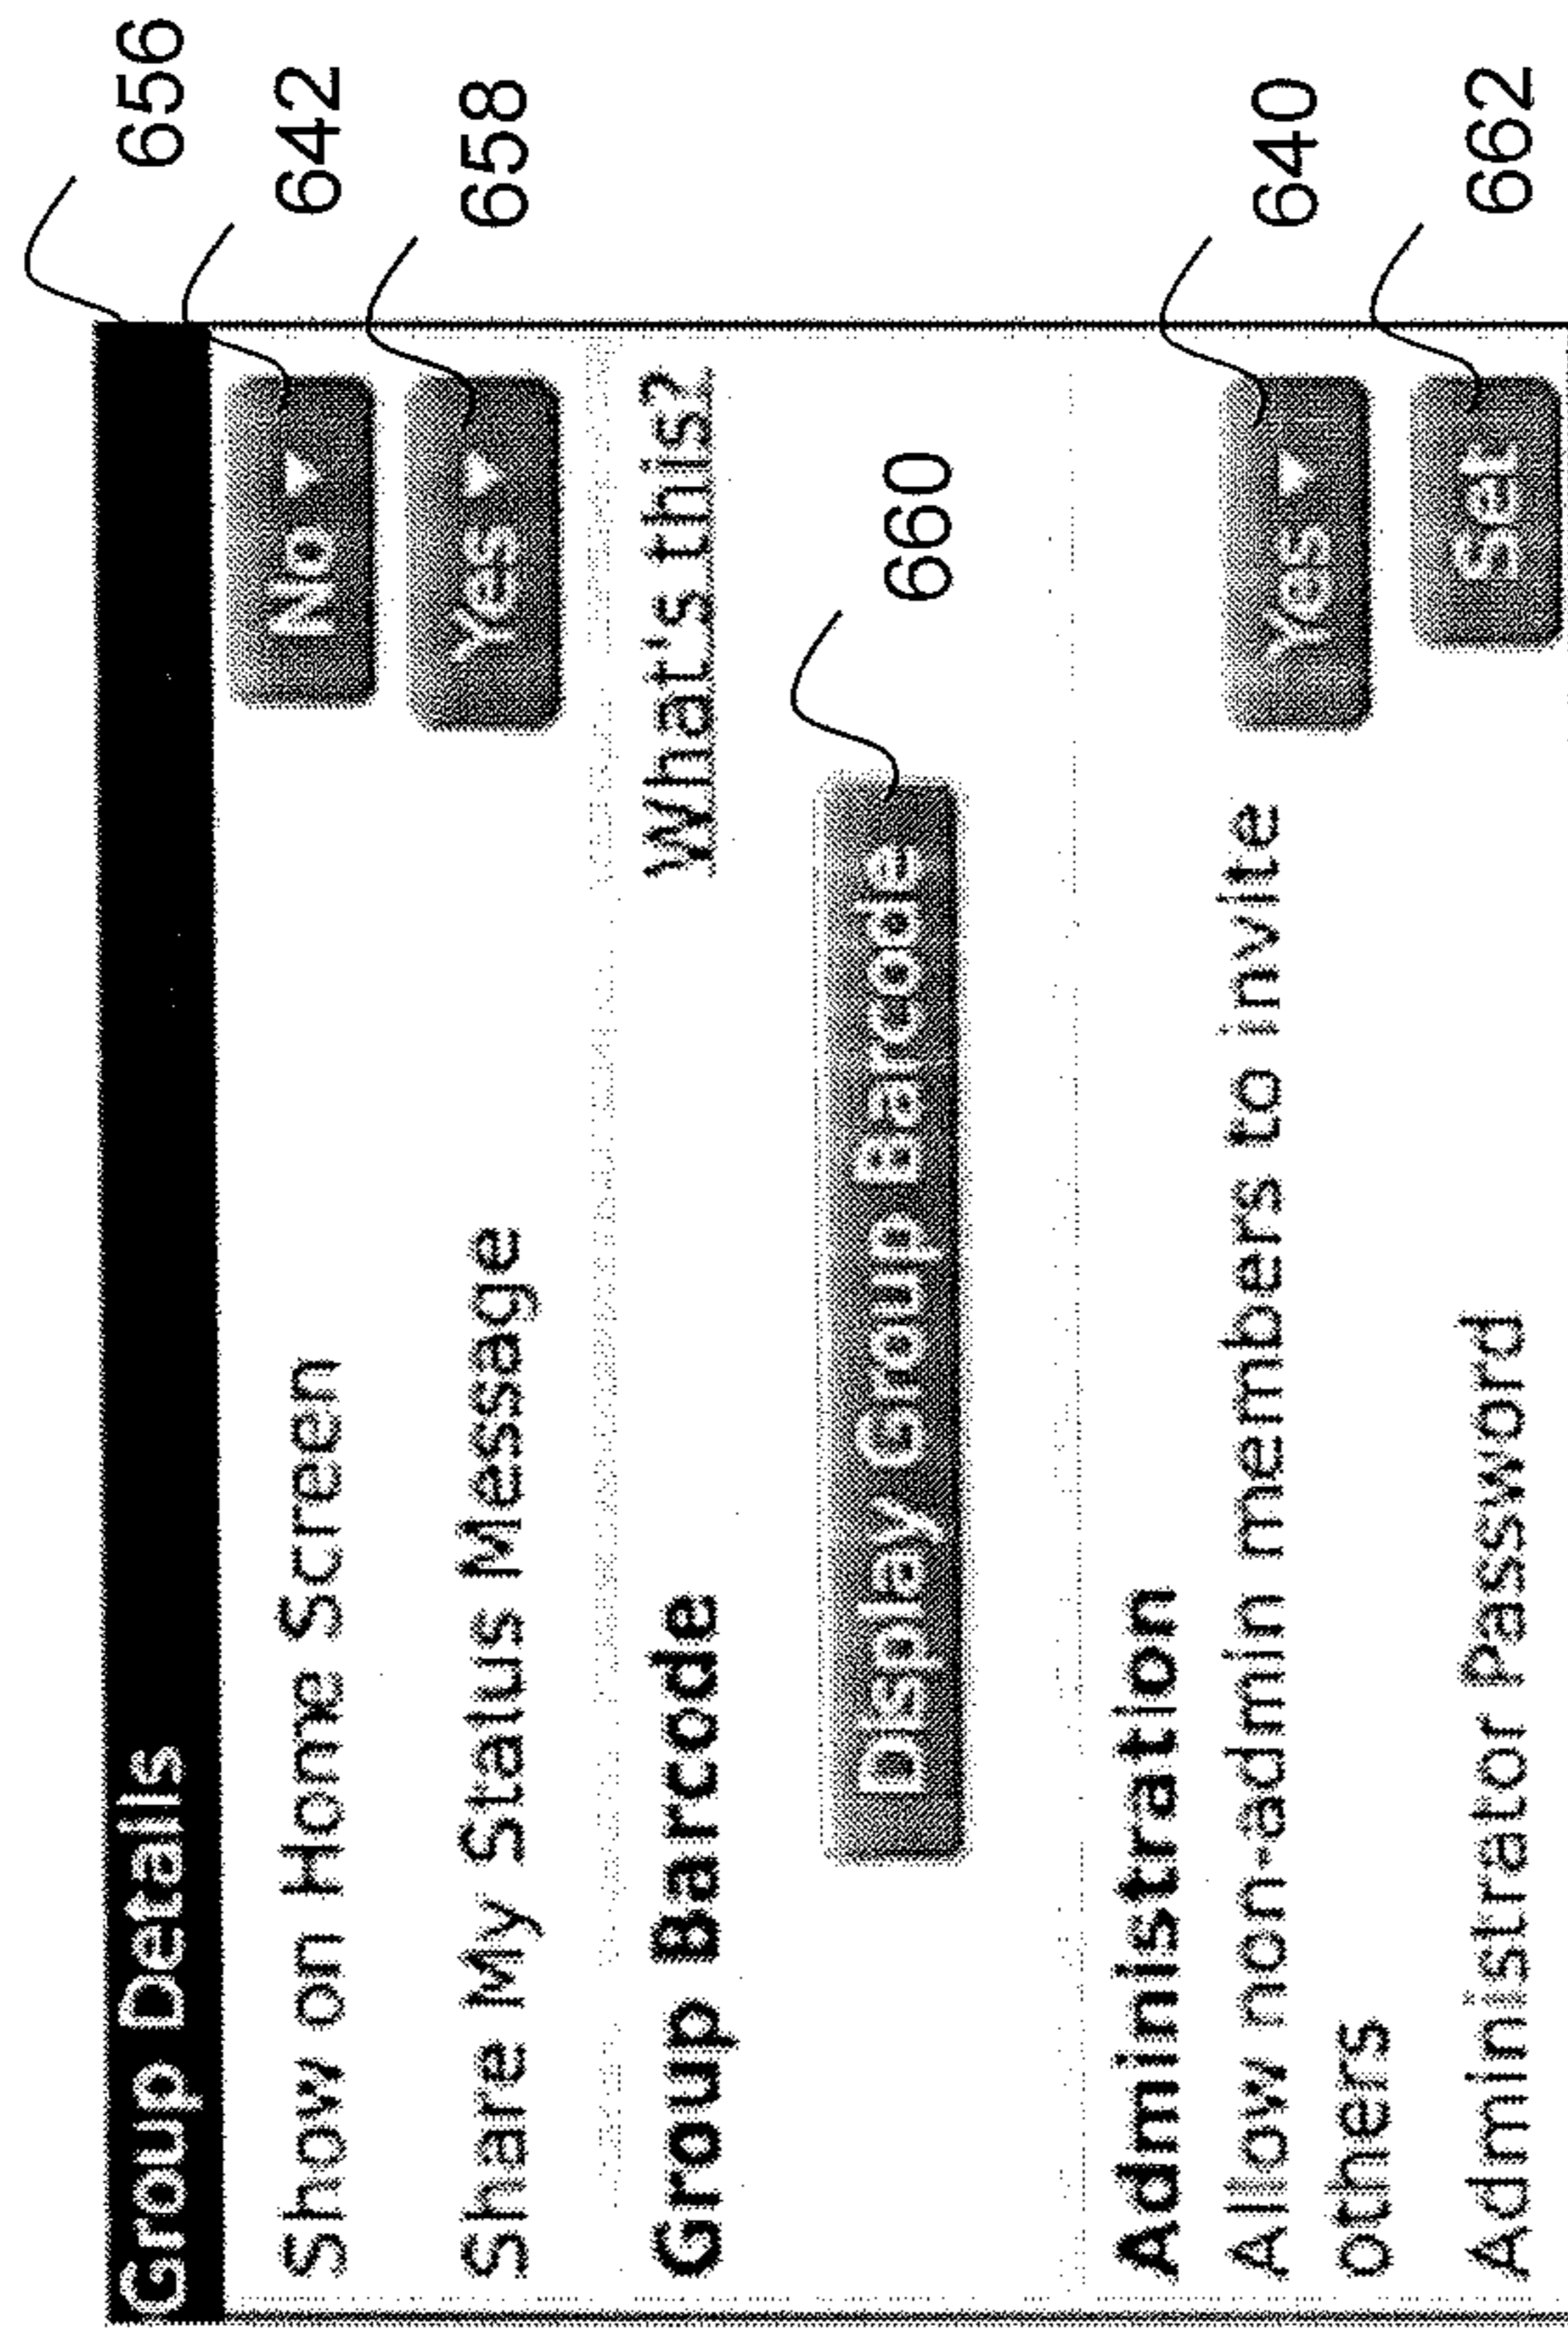 Group Details
656
Show on Home Screen
No
642
Share My Status Message
Yes
658
Group Barcode
What's this?
Display Group Barcode
660
Administration
Allow non-admin members to invite
others
Yes
640
Administrator Password
Set
662